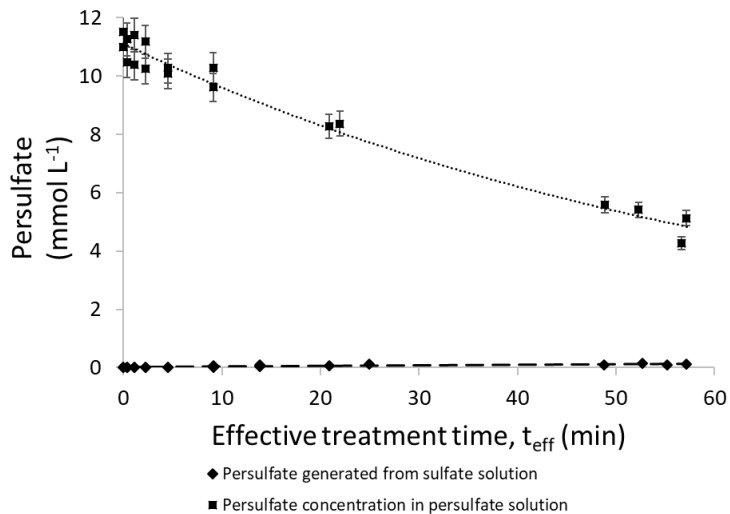 Persulfate
(mmol L-1)
12
10
8
6
4
2
0
0 10 20 30 40 50 60
Effective treatment time, teff (min)
Persulfate generated from sulfate solution
Persulfate concentration in persulfate solution